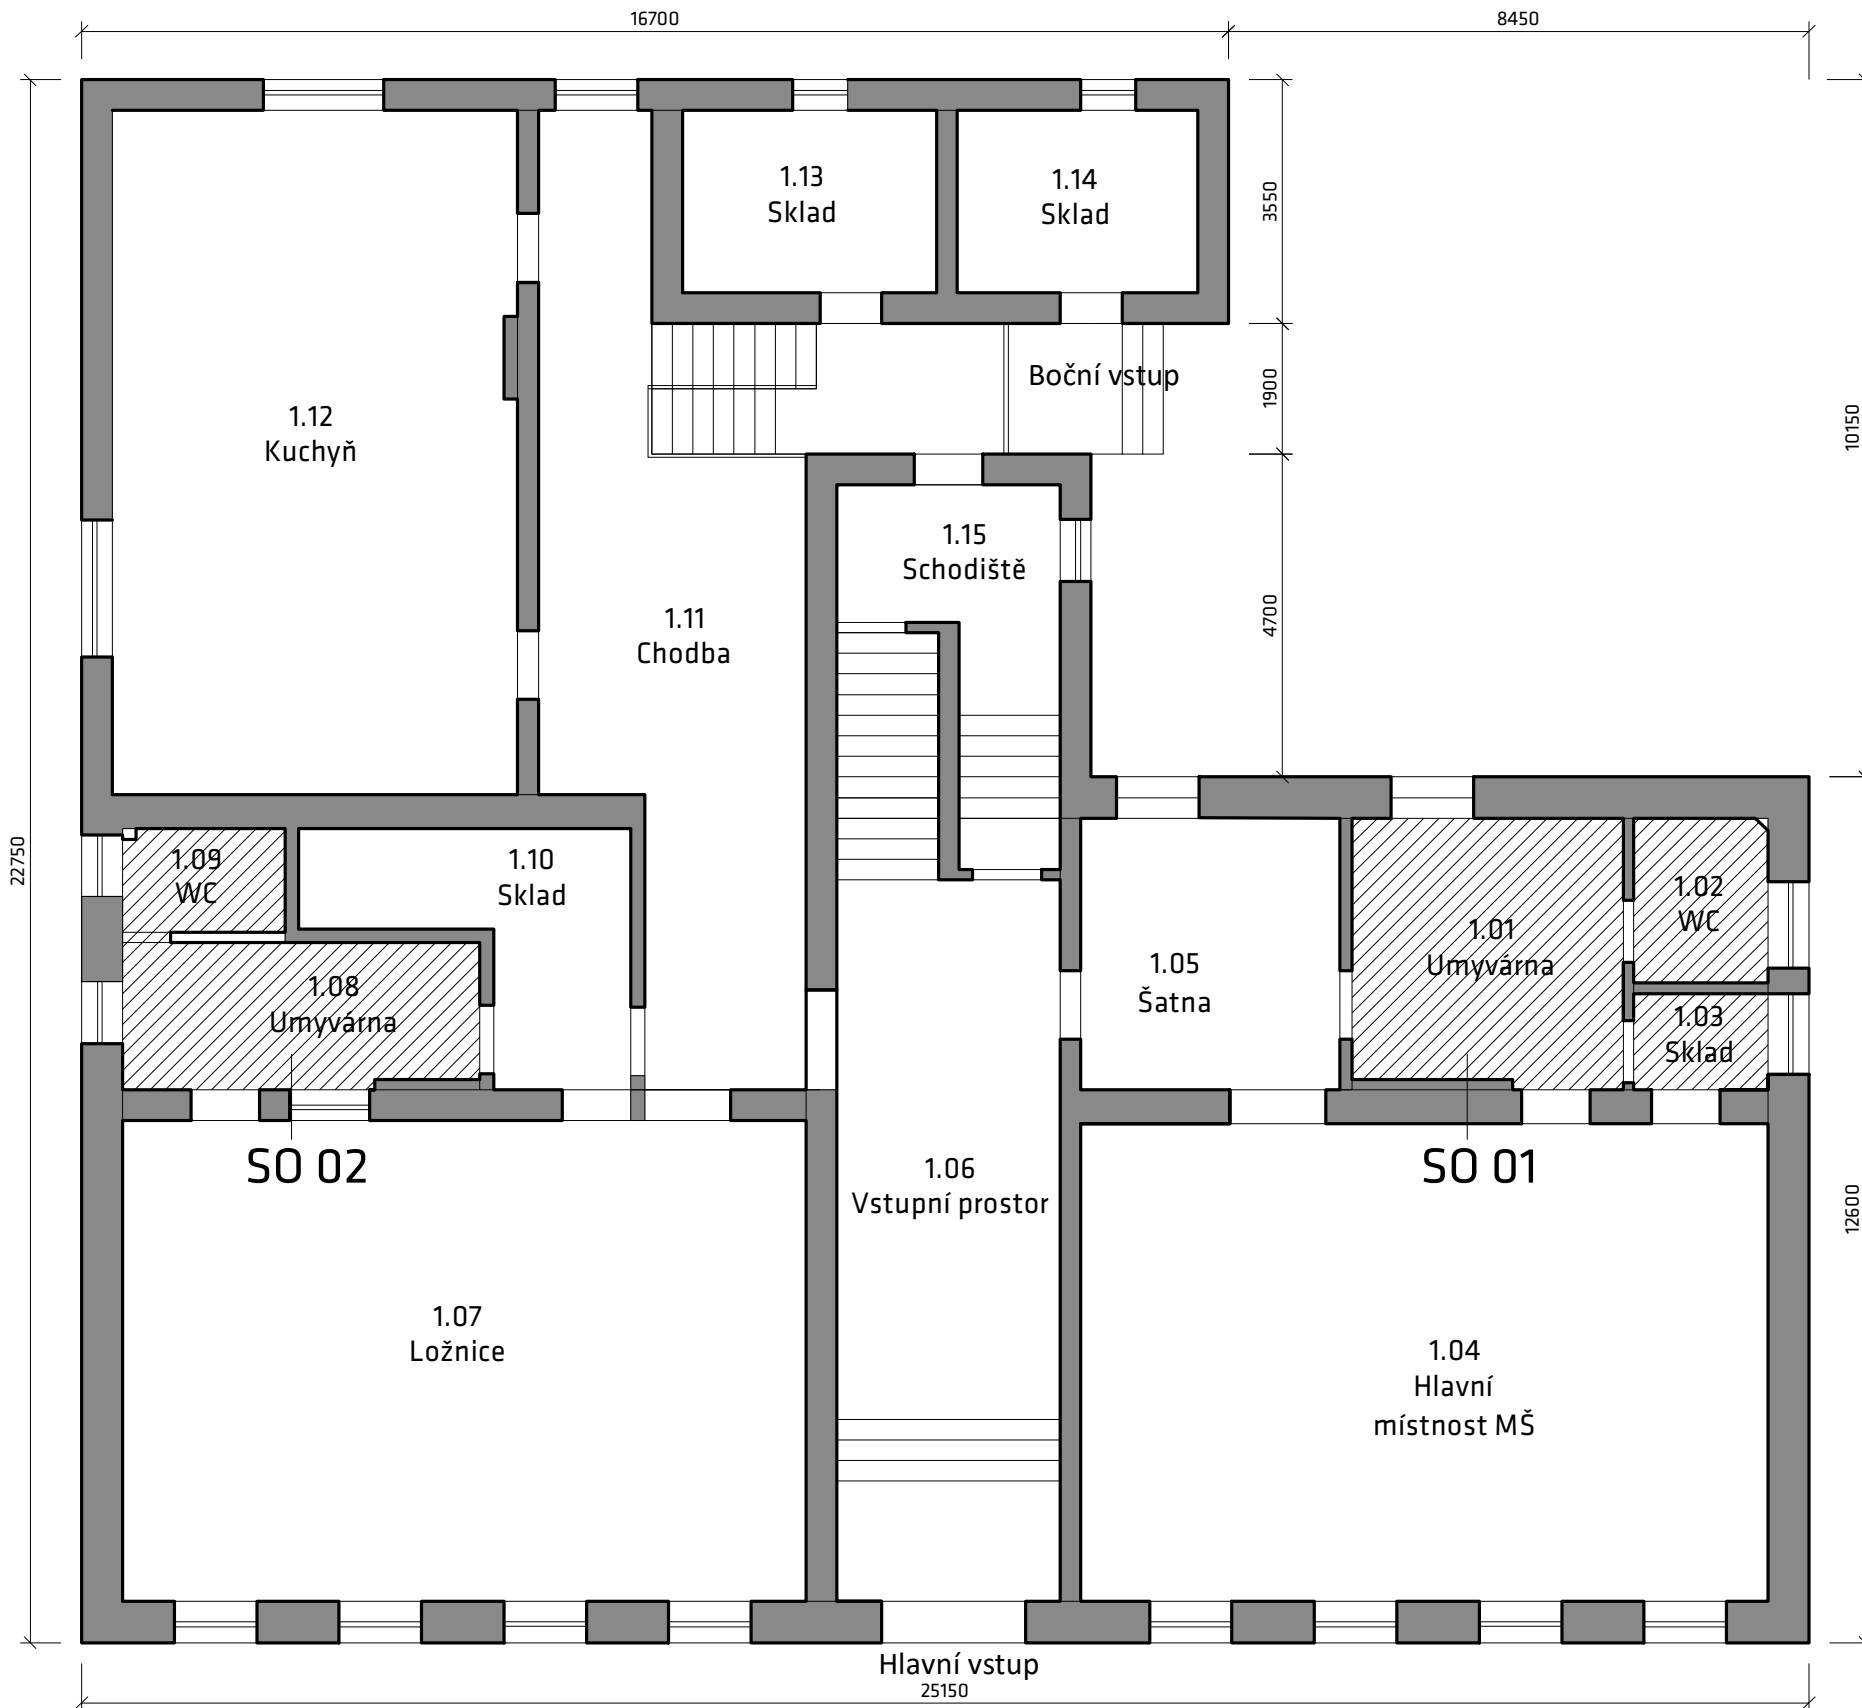 16700
8450
1.13
Sklad
1.14
Sklad
3550
Boční vstup
1900
1.12
Kuchyň
10150
1.15
Schodiště
1.11
Chodba
4700
22750
1.09
WC
1.10
Sklad
1.02
WC
1.01
Umyvárna
1.05
Šatna
1.08
Umyvárna
1.03
Sklad
SO 02
SO 01
1.06
Vstupní prostor
12600
1.07
Ložnice
1.04
Hlavní
místnost MŠ
Hlavní vstup
25150